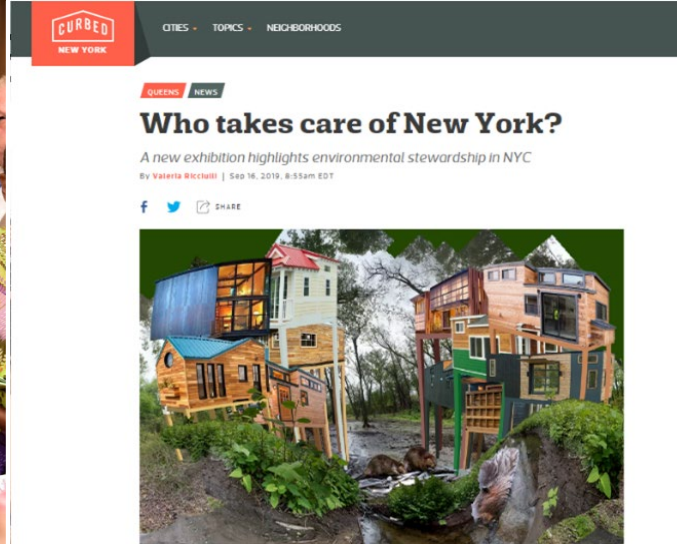 CURBED
NEW YORK
CITIES
TOPICS
NEIGHBORHOODS
QUEENS
NEWS
Who takes care of New York?
A new exhibition highlights environmental stewardship in NYC
By Valeria Ricciulli | Sep 16, 2019, 8:55am EDT
f
SHARE